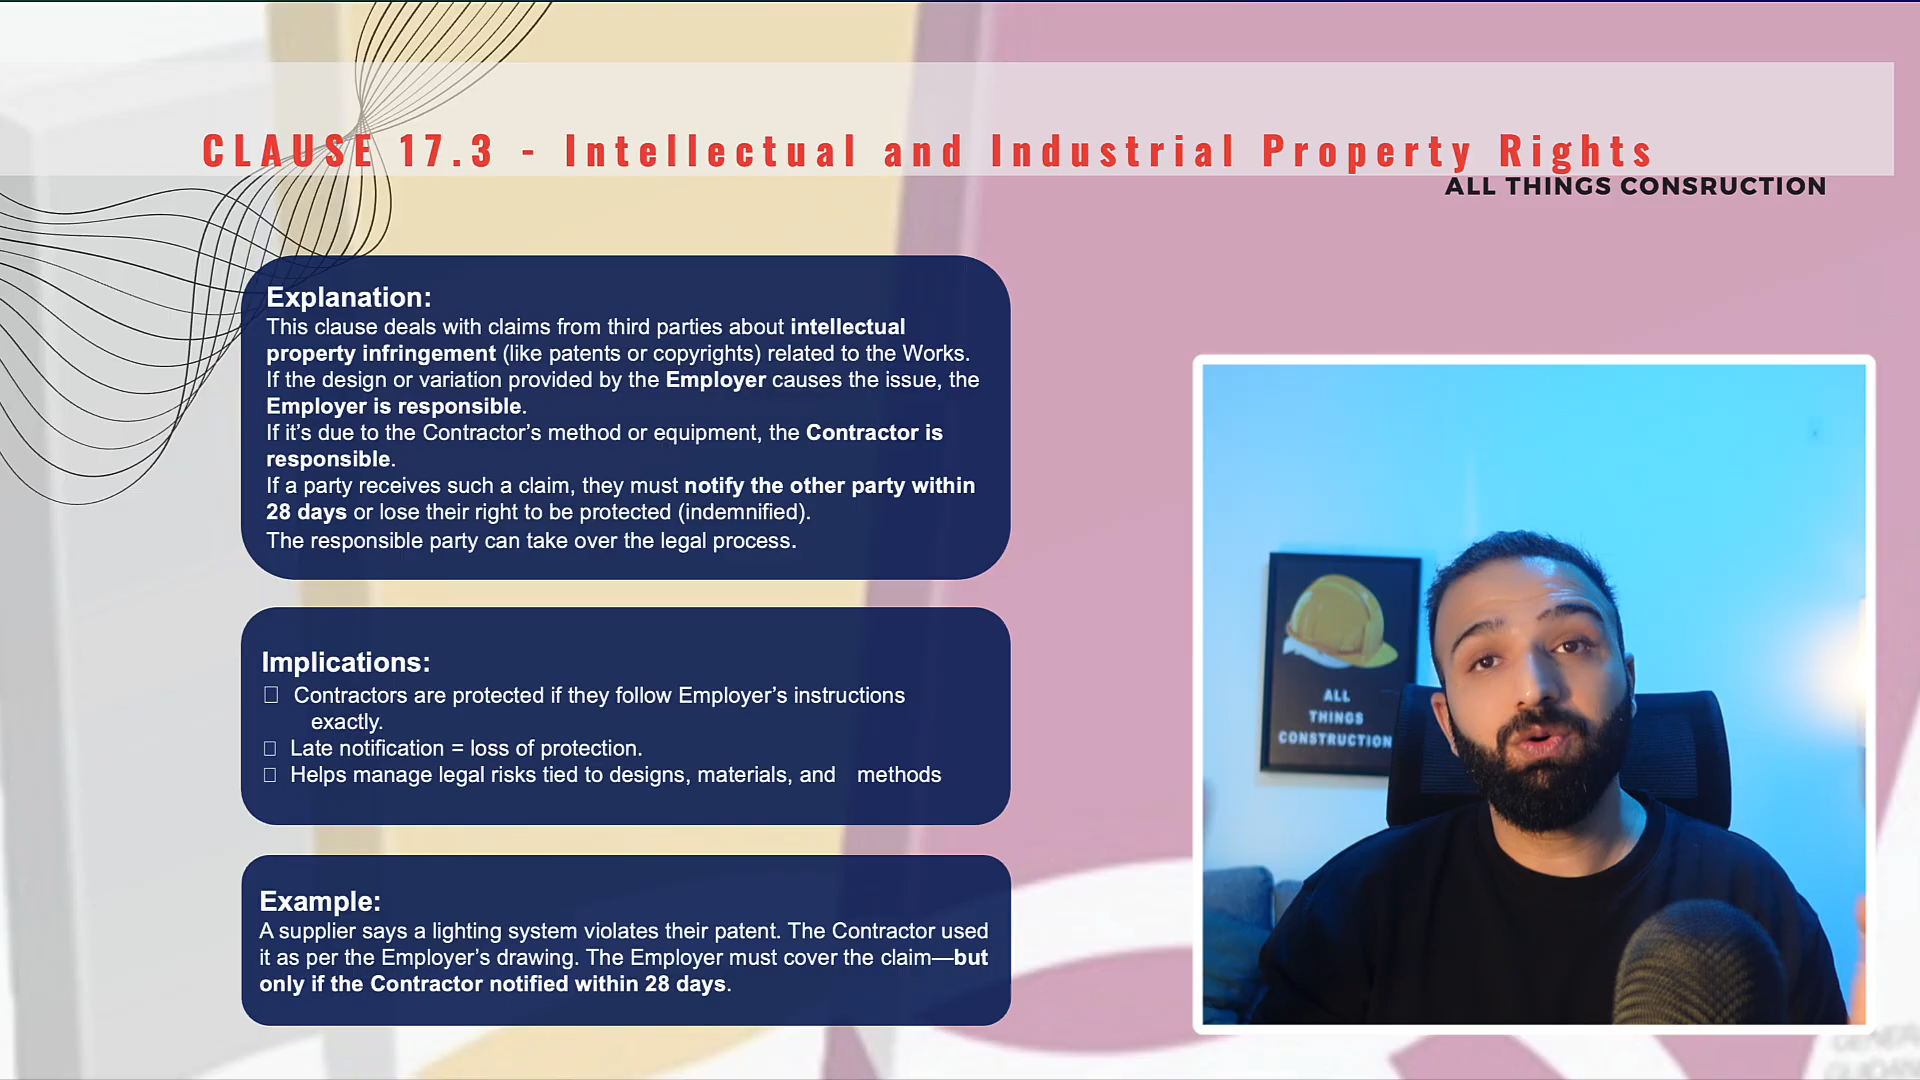 CLAUSE 17.3 - Intellectual and Industrial Property Rights
ALL THINGS CONSRUCTION
Explanation:
This clause deals with claims from third parties about intellectual
property infringement (like patents or copyrights) related to the Works.
If the design or variation provided by the Employer causes the issue, the
Employer is responsible.
If it’s due to the Contractor’s method or equipment, the Contractor is
responsible.
If a party receives such a claim, they must notify the other party within
28 days or lose their right to be protected (indemnified).
The responsible party can take over the legal process.
Implications:
Contractors are protected if they follow Employer’s instructions
exactly.
Late notification = loss of protection.
Helps manage legal risks tied to designs, materials, and methods
Example:
A supplier says a lighting system violates their patent. The Contractor used
it as per the Employer’s drawing. The Employer must cover the claim—but
only if the Contractor notified within 28 days.
ALL
THINGS
CONSTRUCTION